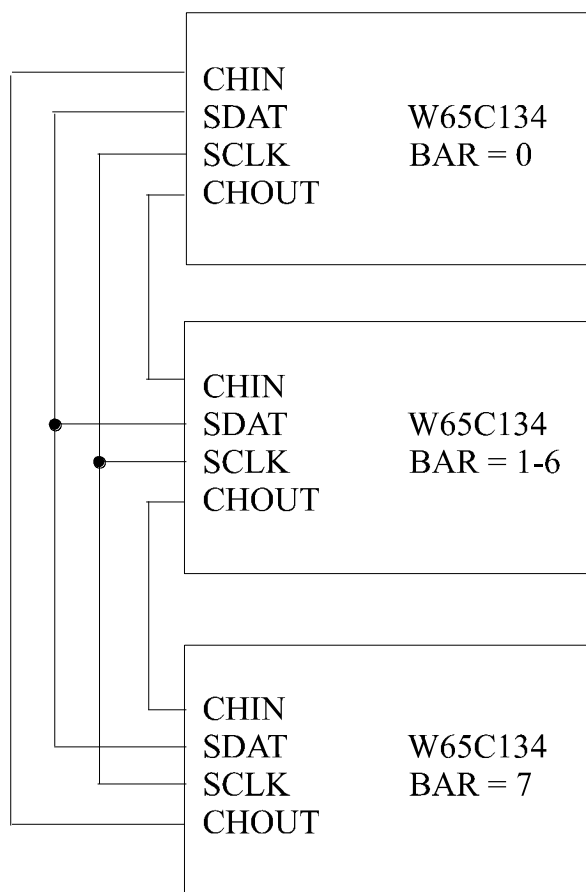 CHIN
SDAT W65C134
SCLK BAR = 0
CHOUT
CHIN
SDAT W65C134
SCLK BAR = 1-6
CHOUT
CHIN
SDAT W65C134
SCLK BAR = 7
CHOUT